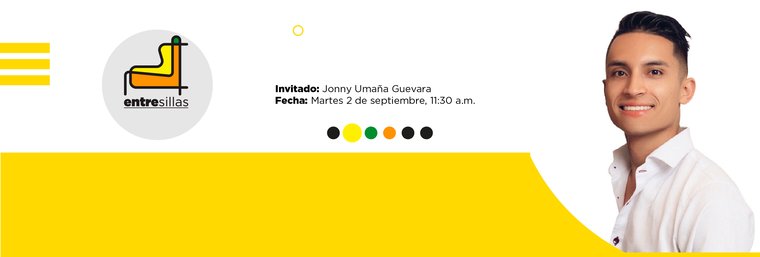 entresillas
Invitado: Jonny Umaña Guevara
Fecha: Martes 2 de septiembre, 11:30 a.m.